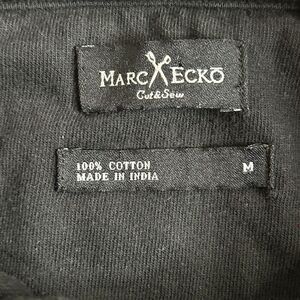 MARC ECKŌ
Cut&Sew
100% COTTON
MADE IN INDIA
M